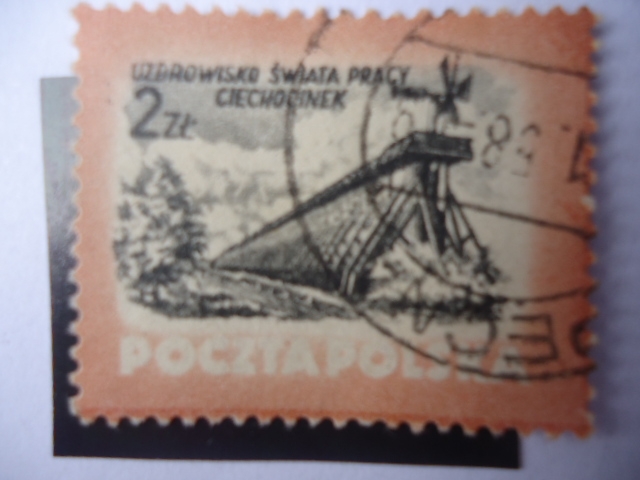 UZDROWISKO ŚWIATA PRACY
CIECHOCINEK
2 ZŁ
POCZTA POLSKA